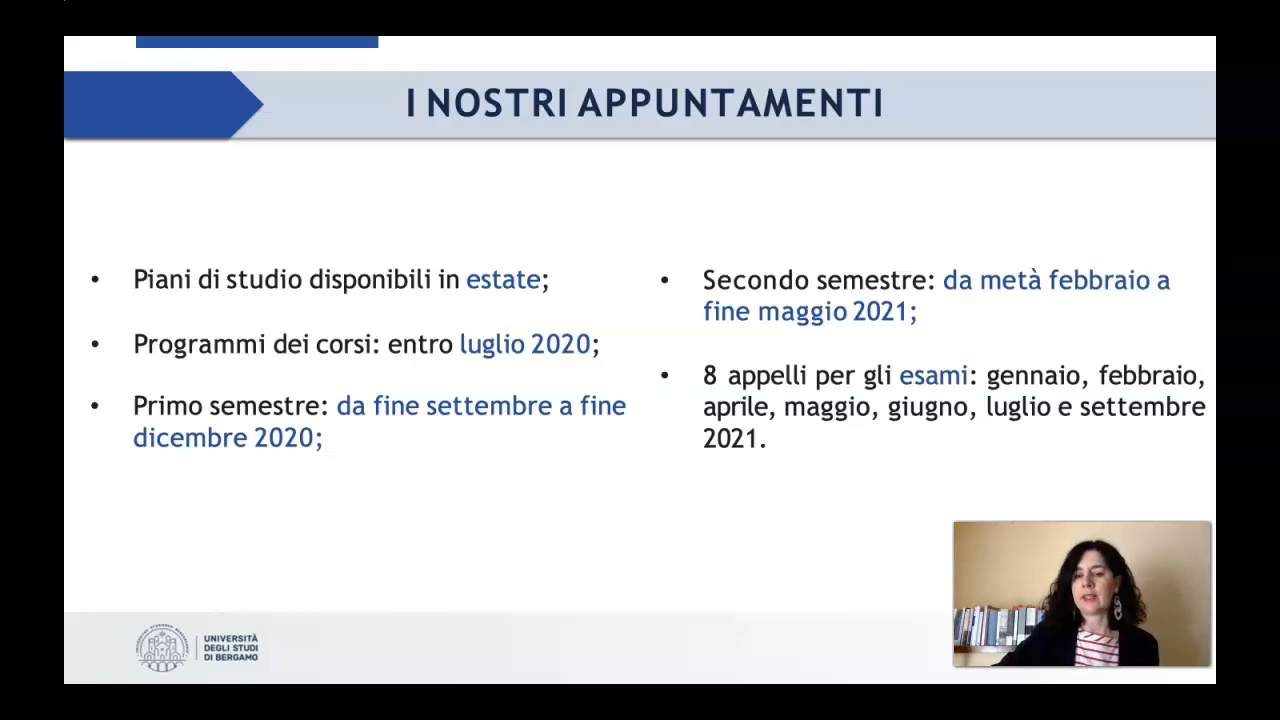 I NOSTRI APPUNTAMENTI
• Piani di studio disponibili in estate;
• Programmi dei corsi: entro luglio 2020;
• Primo semestre: da fine settembre a fine
dicembre 2020;
• Secondo semestre: da metà febbraio a
fine maggio 2021;
• 8 appelli per gli esami: gennaio, febbraio,
aprile, maggio, giugno, luglio e settembre
2021.
UNIVERSITÀ
DEGLI STUDI
DI BERGAMO